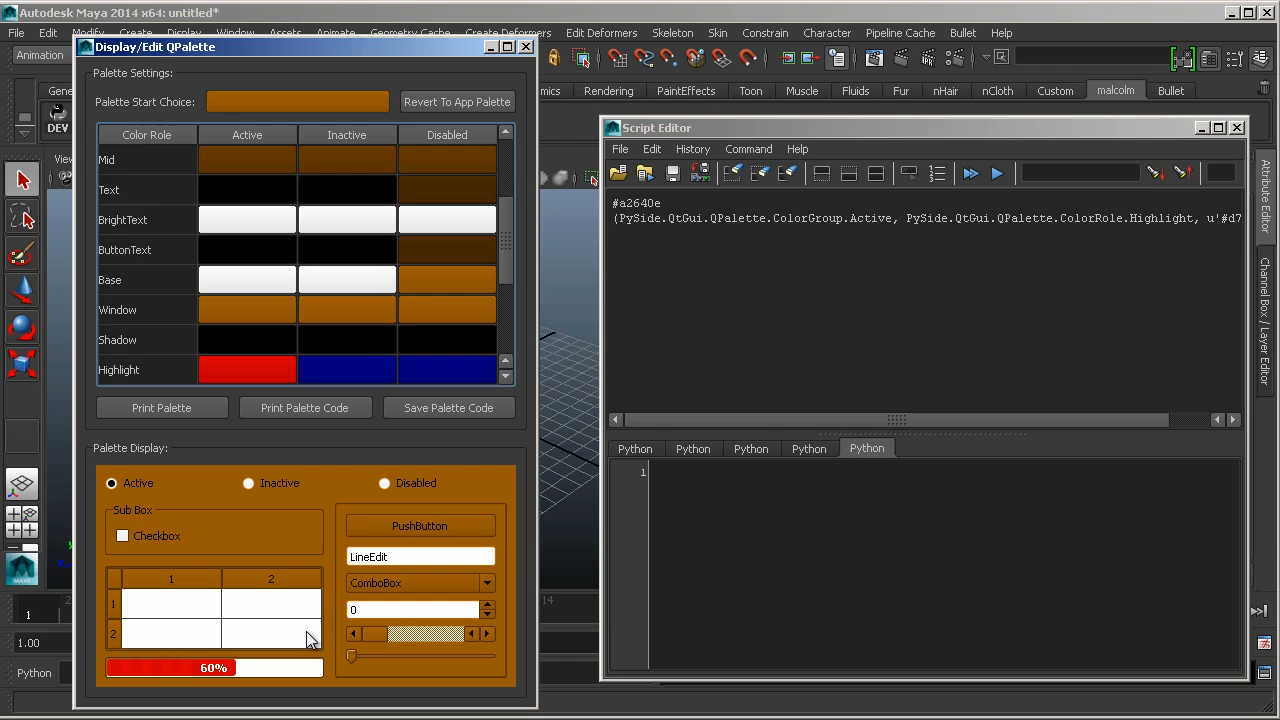 Autodesk Maya 2014 x64: untitled*
File Edit Modify Create Display Window Assets Animate Geometry Cache Create Deformers Edit Deformers Skeleton Skin Constrain Character Pipeline Cache Bullet Help
Display/Edit QPalette
Animation
Palette Settings:
Rendering PaintEffects Toon Muscle Fluids Fur nHair nCloth Custom malcolm Bullet
Palette Start Choice: Revert To App Palette
DEV
Color Role Active Inactive Disabled
Mid
Text
BrightText
ButtonText
Base
Window
Shadow
Highlight
Print Palette Print Palette Code Save Palette Code
Palette Display:
Active Inactive Disabled
Sub Box
Checkbox
PushButton
LineEdit
ComboBox
0
1 2
1
2
60%
Script Editor
File Edit History Command Help
#a2640e
(PySide.QtGui.QPalette.ColorGroup.Active, PySide.QtGui.QPalette.ColorRole.Highlight, u'#d7
Python Python Python Python Python
1
Attribute Editor
Channel Box / Layer Editor
View
MAYA
1
14
1.00
Python